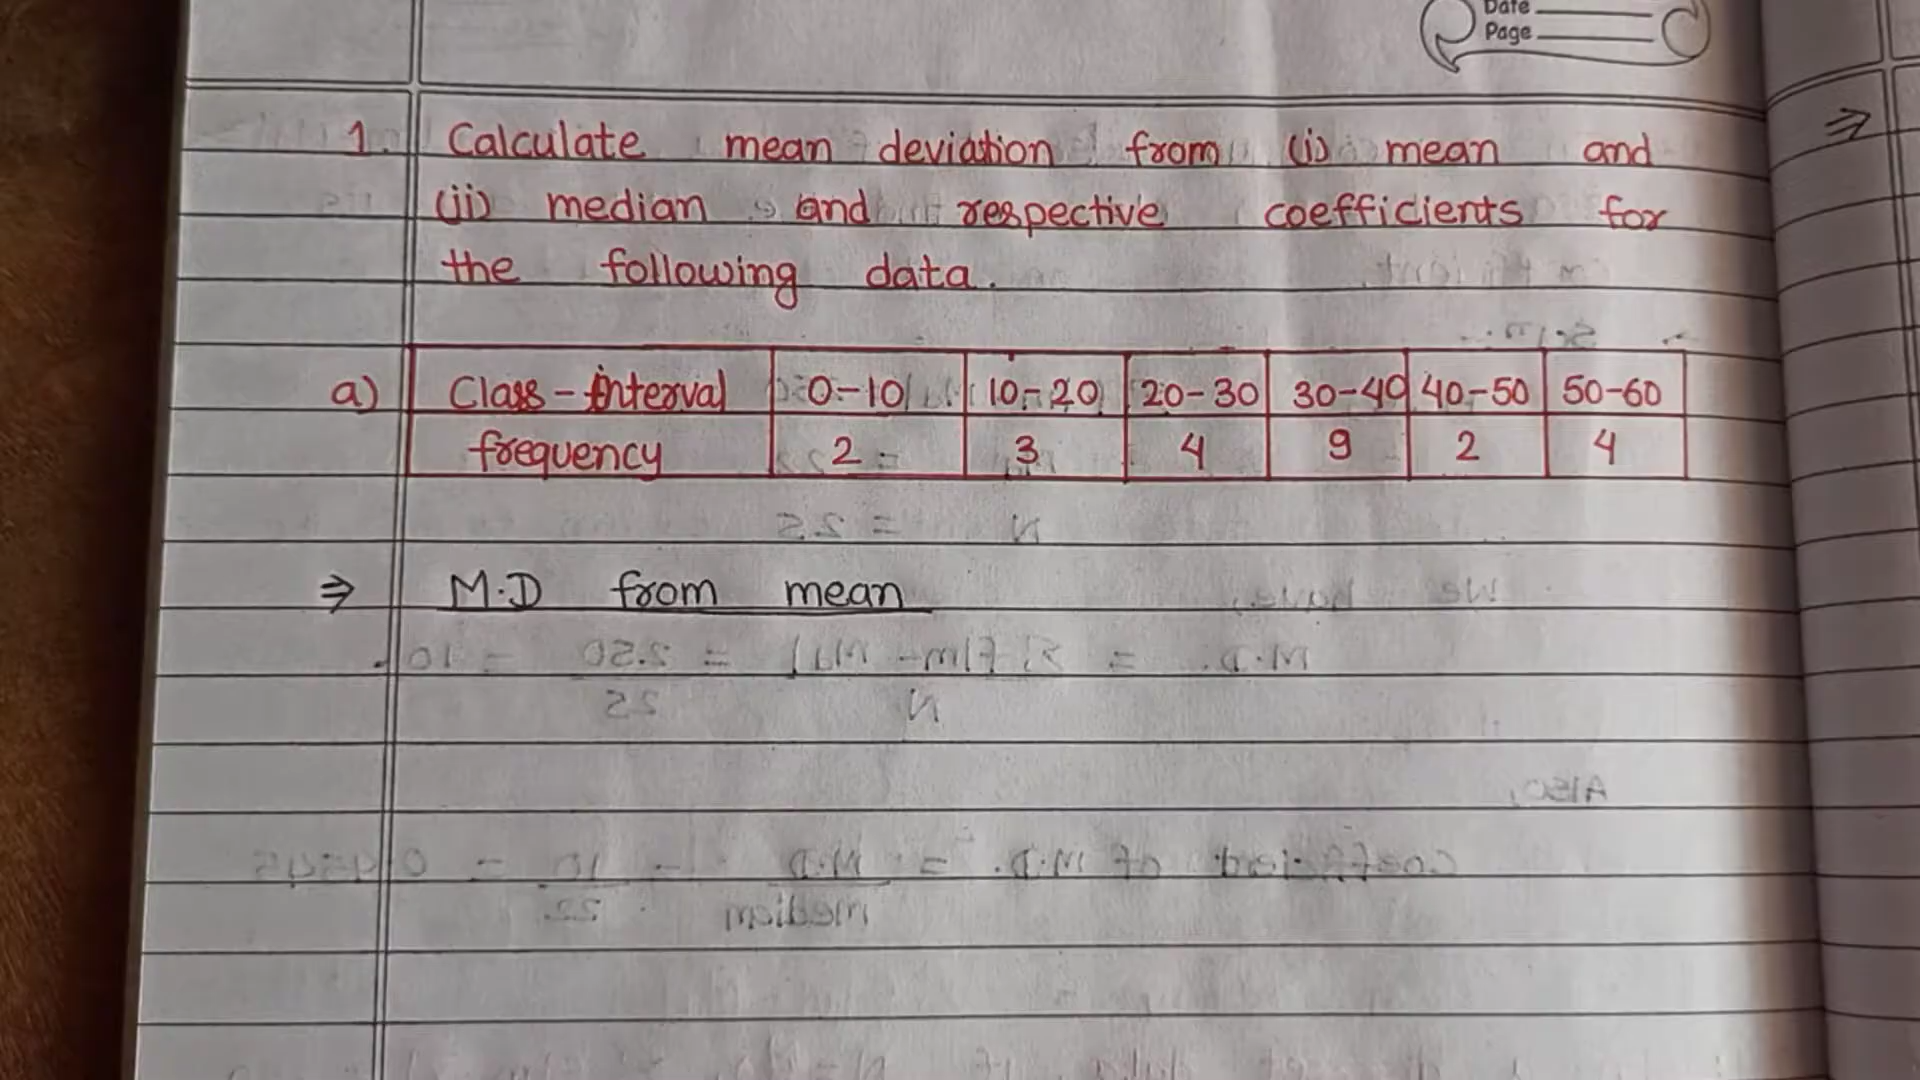 Date
Page
1. Calculate mean deviation from (i) mean and
(ii) median and respective coefficients for
the following data.
a) Class-interval 0-10 10-20 20-30 30-40 40-50 50-60
frequency 2 3 4 9 2 4
⇒ M.D from mean
⇒